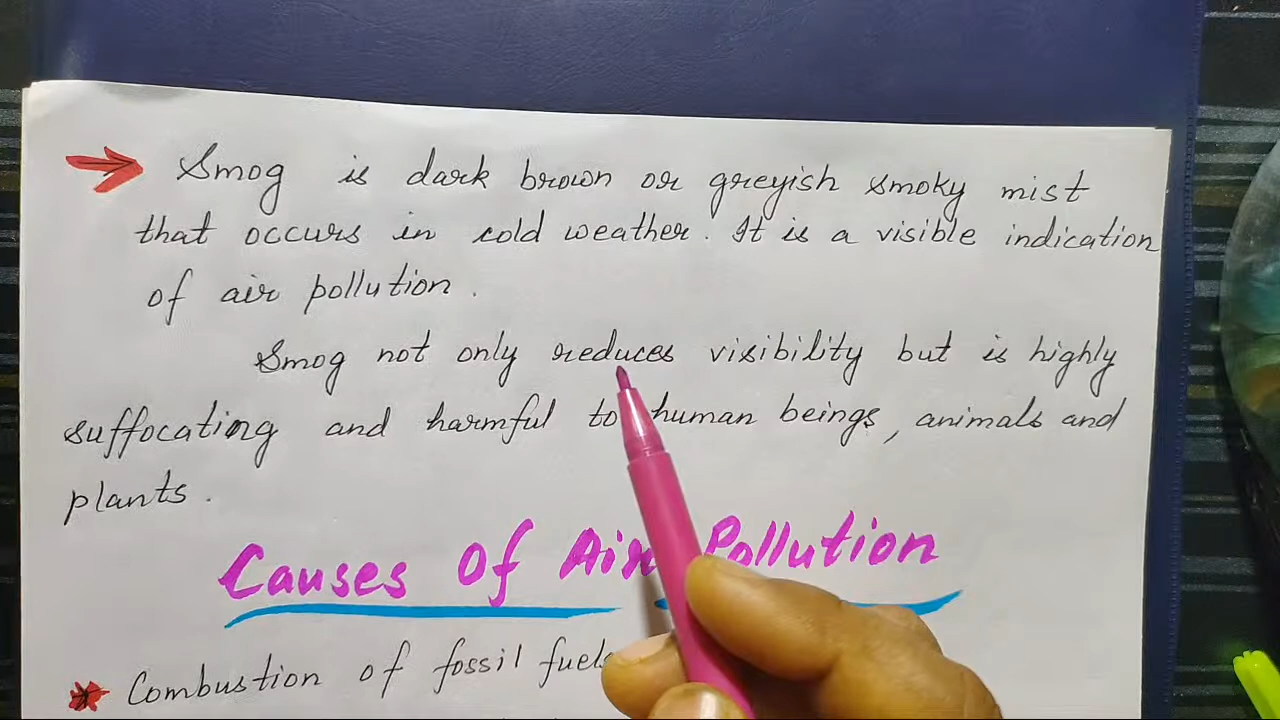 Smog is dark brown or greyish smoky mist
that occurs in cold weather. It is a visible indication
of air pollution.
Smog not only reduces visibility but is highly
suffocating and harmful to human beings, animals and
plants.
Causes Of Air Pollution
Combustion of fossil fuels